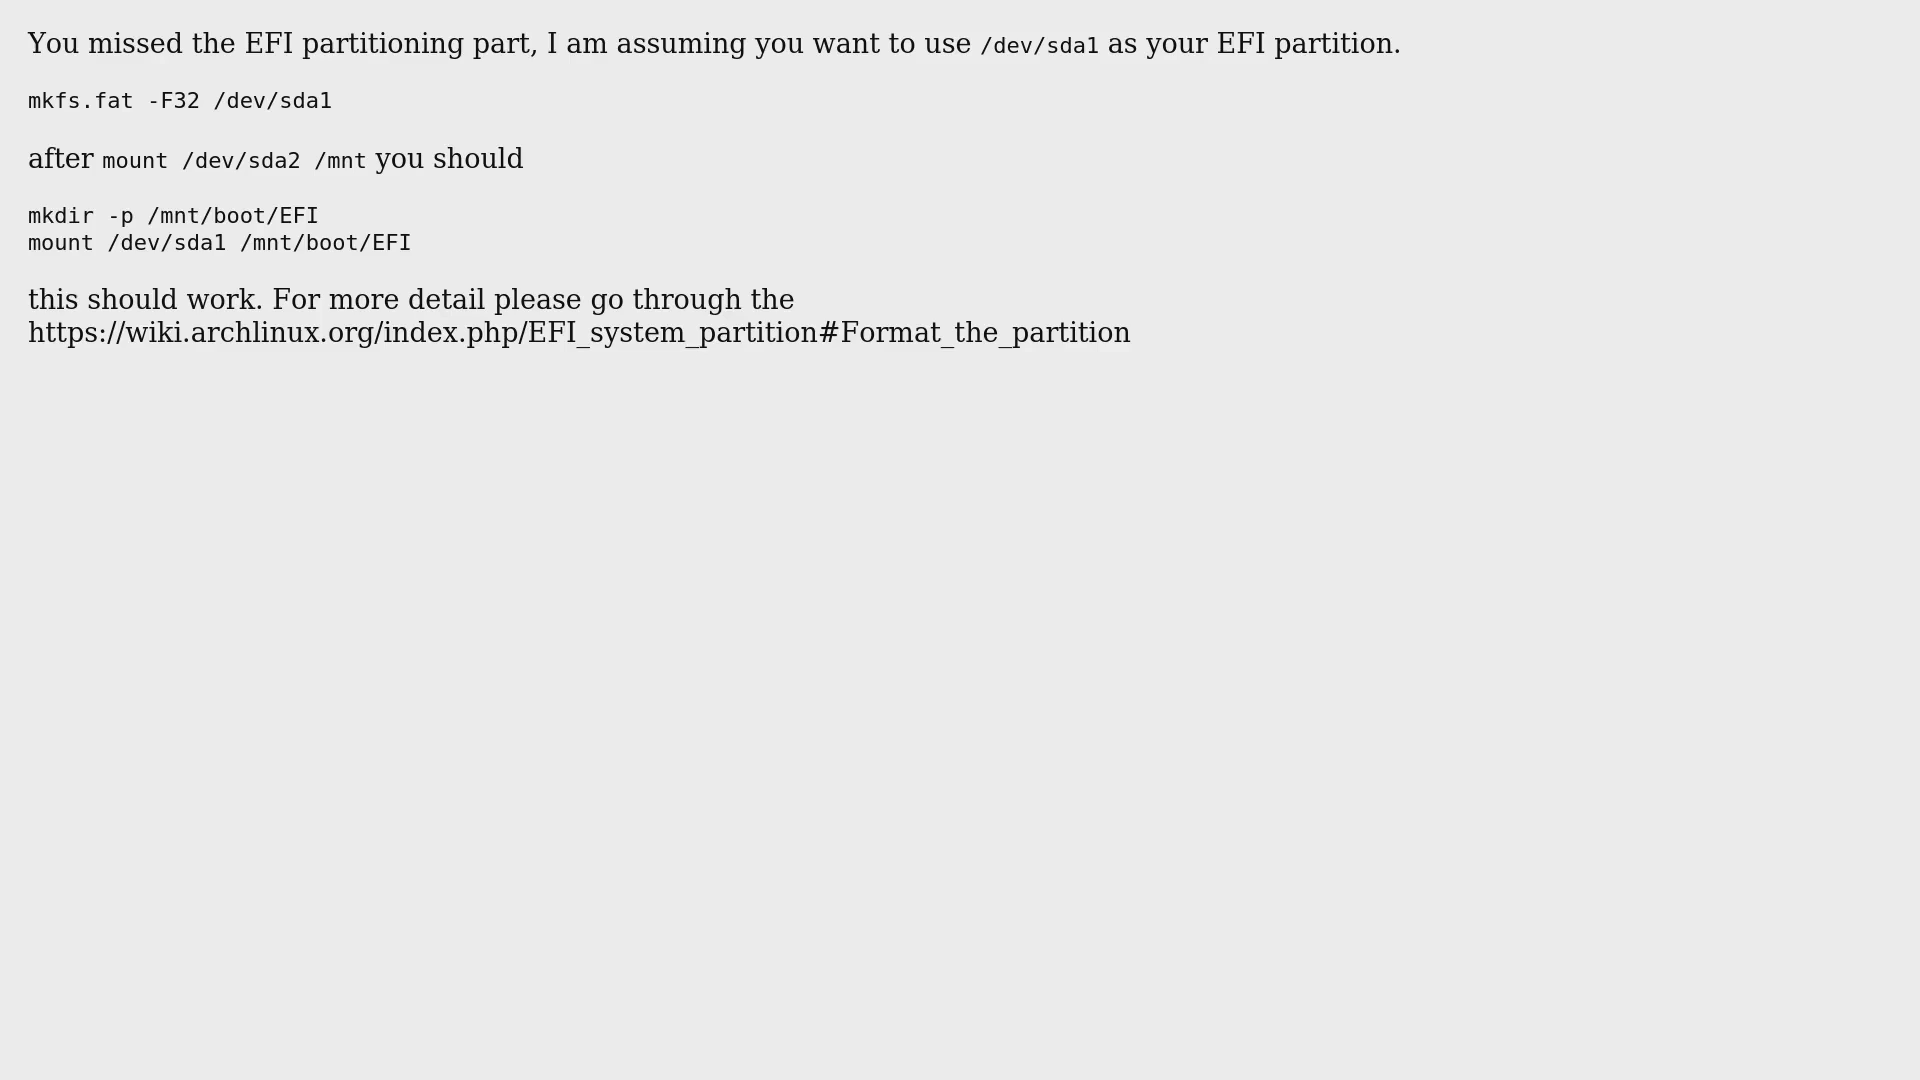 You missed the EFI partitioning part, I am assuming you want to use /dev/sda1 as your EFI partition.
mkfs.fat -F32 /dev/sda1
after mount /dev/sda2 /mnt you should
mkdir -p /mnt/boot/EFI
mount /dev/sda1 /mnt/boot/EFI
this should work. For more detail please go through the
https://wiki.archlinux.org/index.php/EFI_system_partition#Format_the_partition